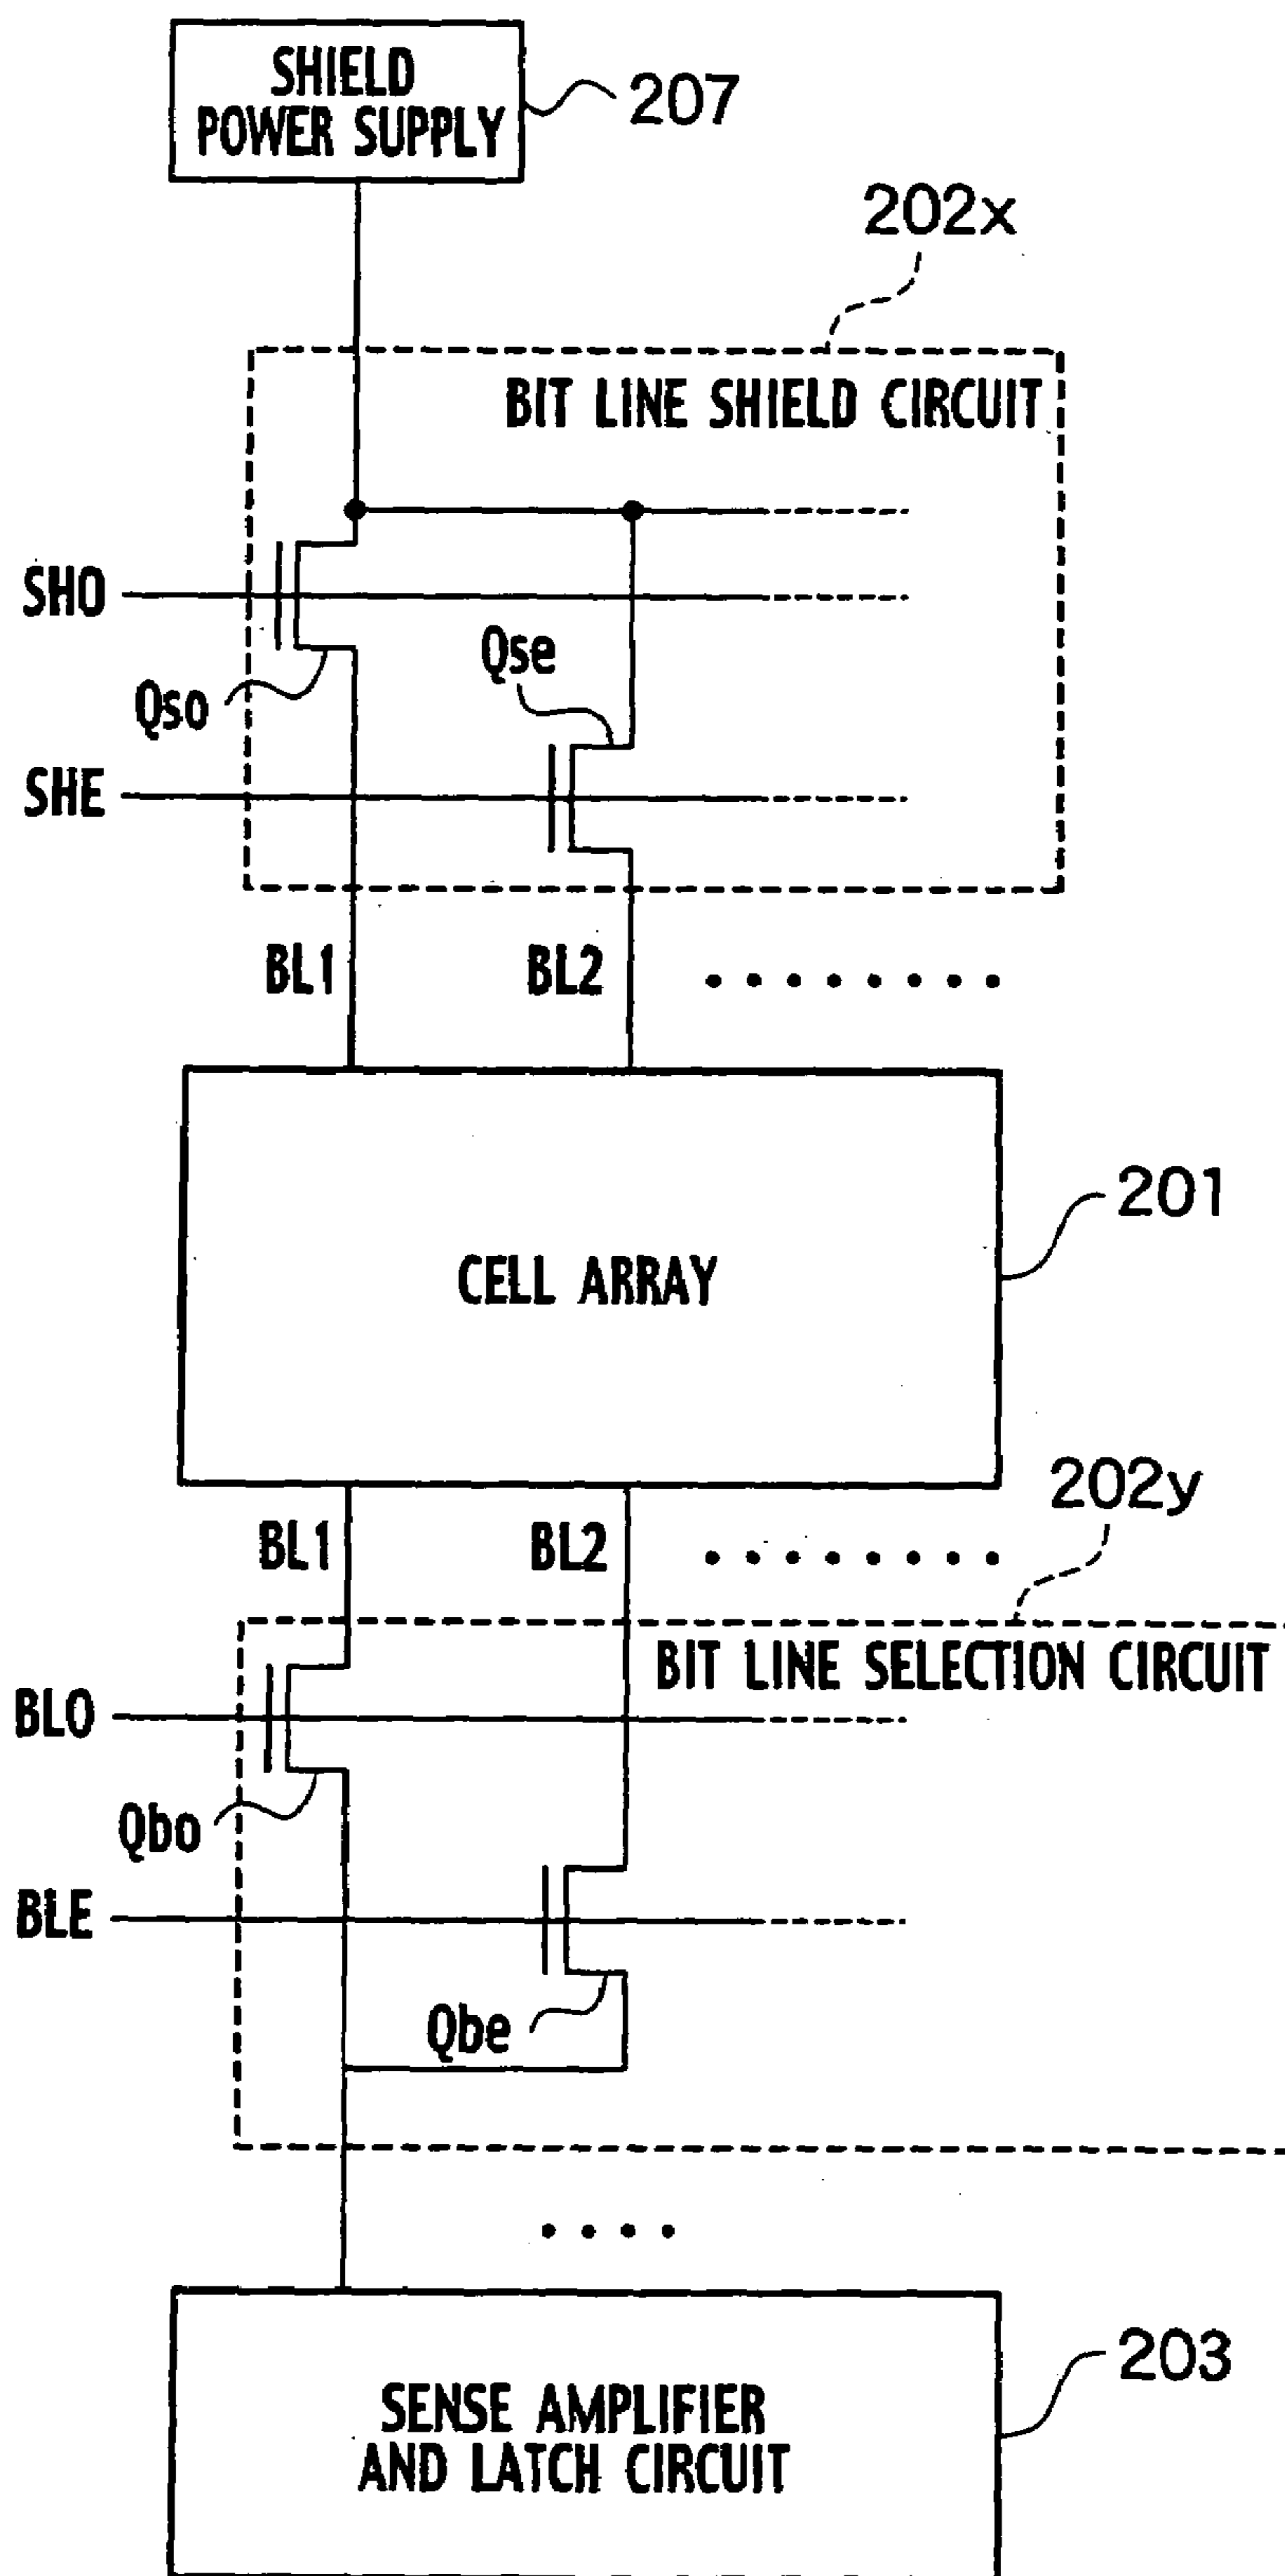 SHIELD
POWER SUPPLY
207
202x
BIT LINE SHIELD CIRCUIT
SHO
Qse
Qso
SHE
BL1
BL2
201
CELL ARRAY
202y
BL1
BL2
BIT LINE SELECTION CIRCUIT
BLO
Qbo
BLE
Qbe
203
SENSE AMPLIFIER
AND LATCH CIRCUIT